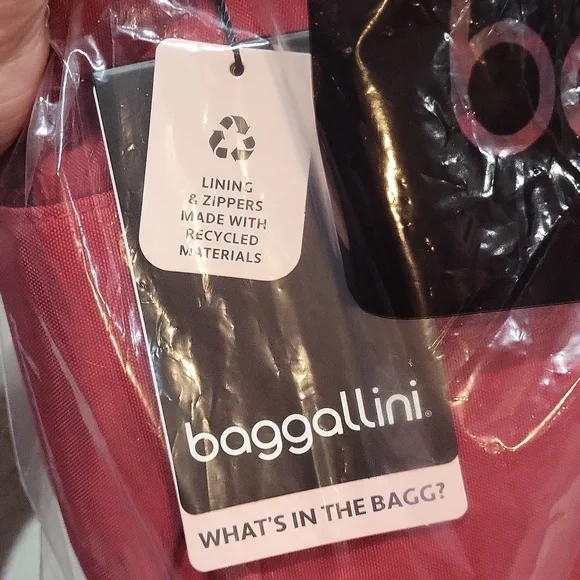 LINING
& ZIPPERS
MADE WITH
RECYCLED
MATERIALS
baggallini®
WHAT'S IN THE BAGG?